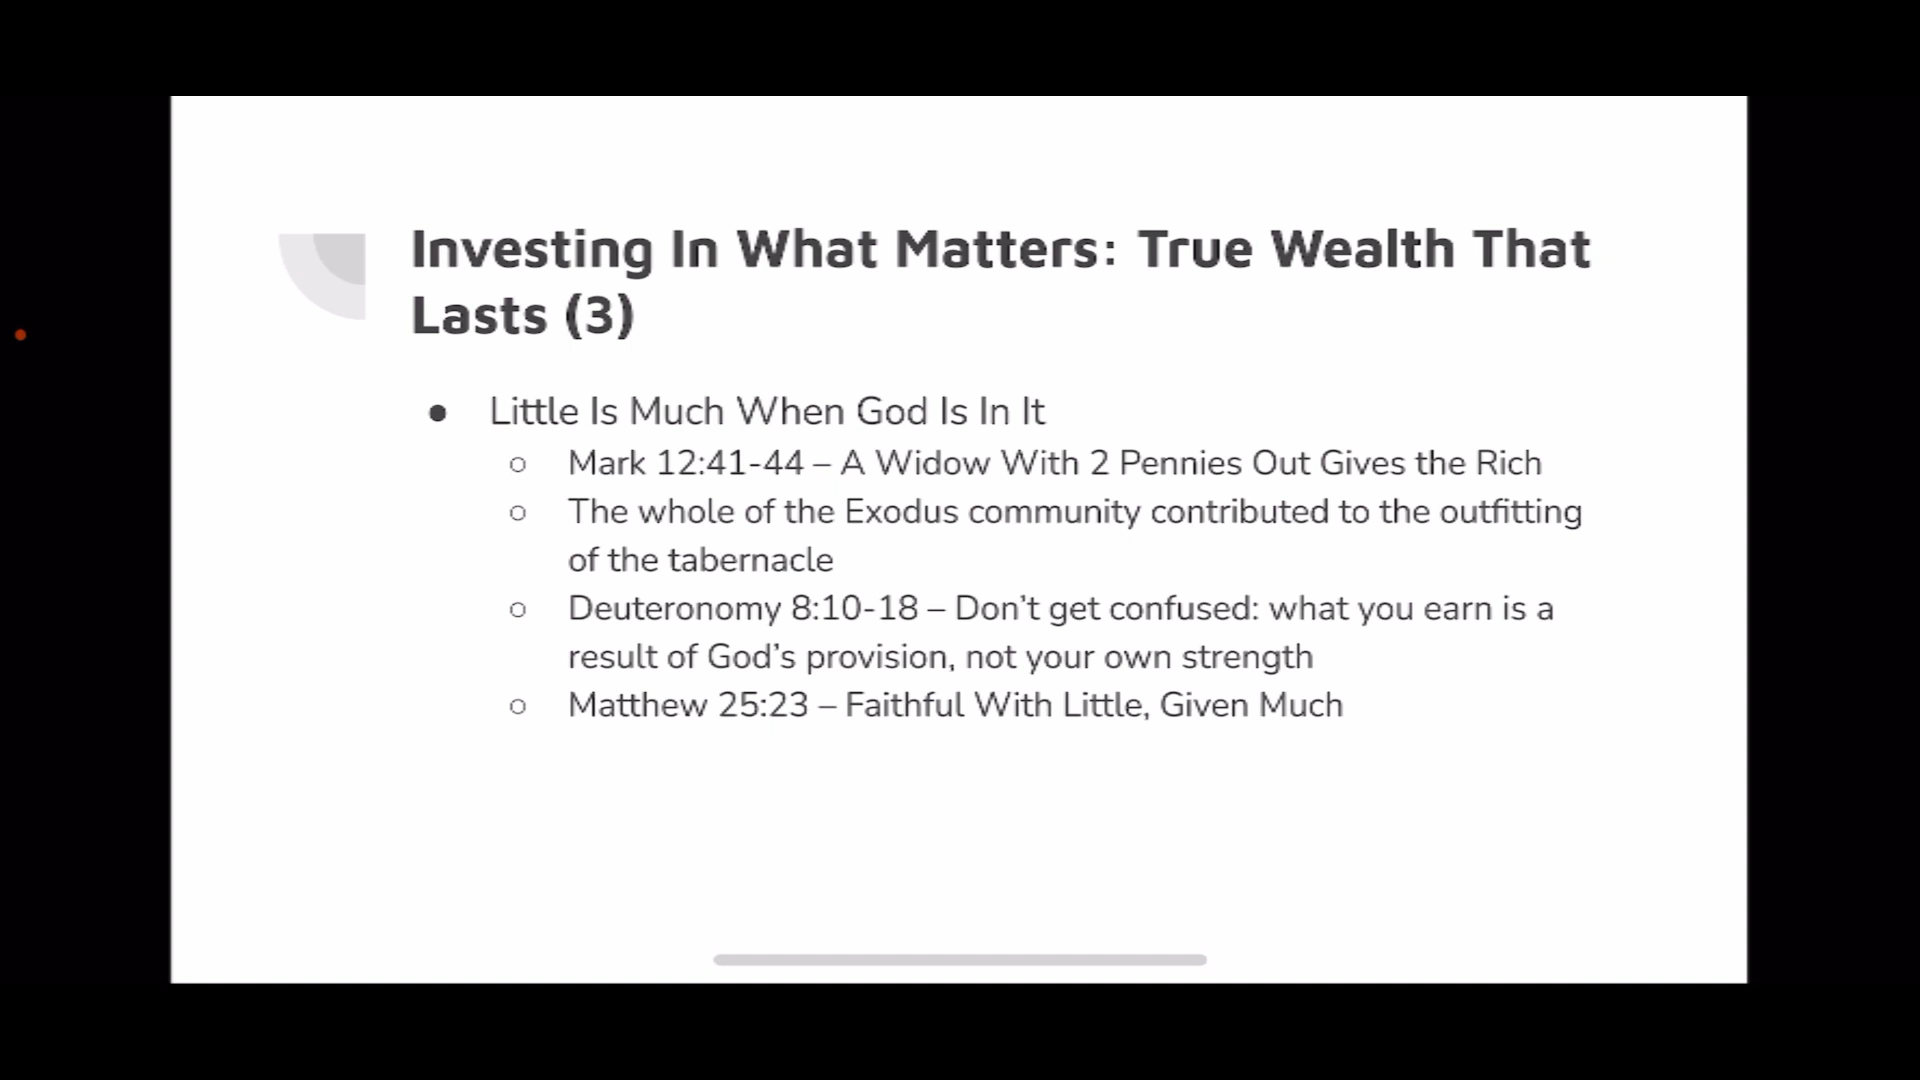 Investing In What Matters: True Wealth That
Lasts (3)
● Little Is Much When God Is In It
○ Mark 12:41-44 – A Widow With 2 Pennies Out Gives the Rich
○ The whole of the Exodus community contributed to the outfitting
of the tabernacle
○ Deuteronomy 8:10-18 – Don’t get confused: what you earn is a
result of God’s provision, not your own strength
○ Matthew 25:23 – Faithful With Little, Given Much